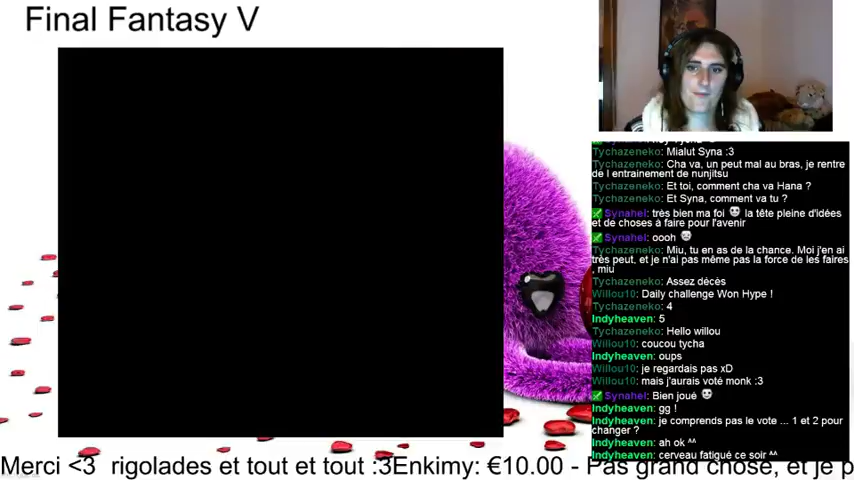 Final Fantasy V
Tychazeneko: Mialut Syna :3
Tychazeneko: Cha va, un peut mal au bras, je rentre
de l entrainement de nunjitsu
Tychazeneko: Et toi, comment cha va Hana ?
Tychazeneko: Et Syna, comment va tu ?
Synahei: très bien ma foi la tête pleine d'idées
et de choses à faire pour l'avenir
Synahei: oooh
Tychazeneko: Miu, tu en as de la chance. Moi j'en ai
très peut, et je n'ai pas même pas la force de les faires
, miu
Tychazeneko: Assez décès
Willou10: Daily challenge Won Hype !
Indyheaven: 5
Tychazeneko: 4
Tychazeneko: Hello willou
Willou10: coucou tycha
Indyheaven: oups
Willou10: je regardais pas xD
Willou10: mais j'aurais voté monk :3
Synahei: Bien joué
Indyheaven: gg !
Indyheaven: je comprends pas le vote ... 1 et 2 pour
changer ?
Indyheaven: ah ok ^^
Indyheaven: cerveau fatigué ce soir ^^
Merci <3 rigolades et tout et tout :3Enkimy: €10.00 - Pas grand chose, et je p